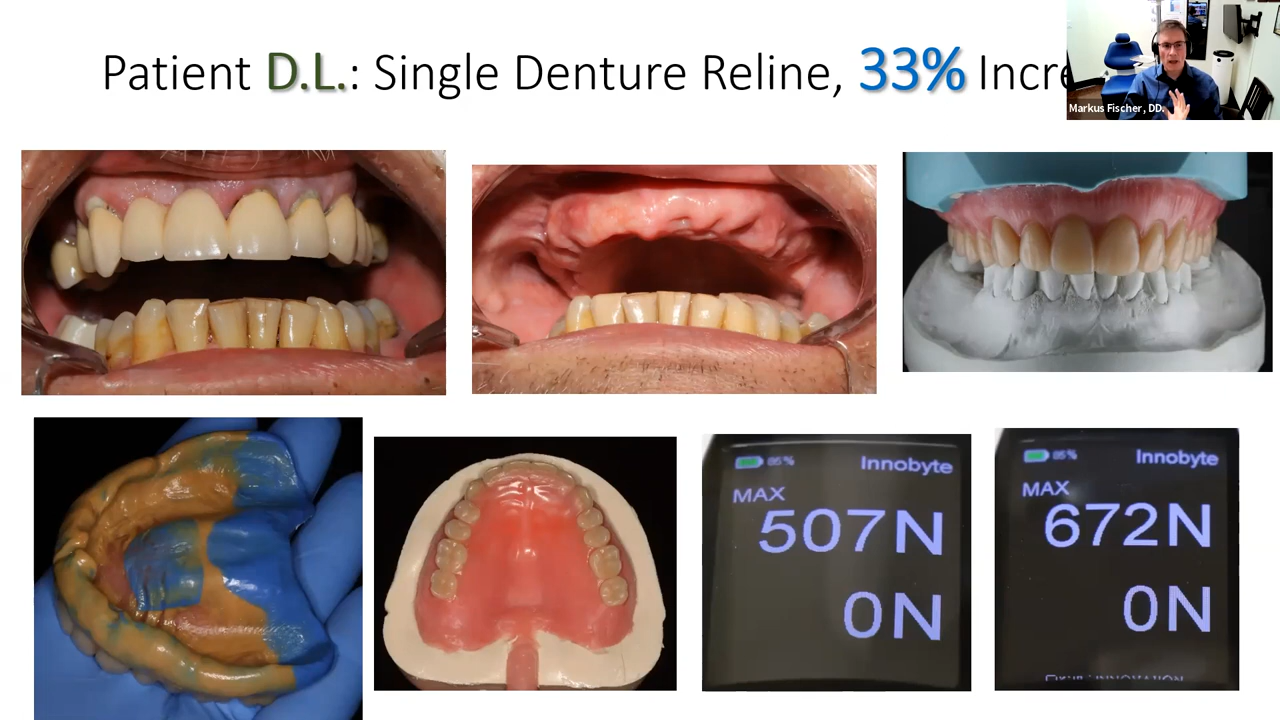 Patient D.L.: Single Denture Reline, 33% Incre
Markus Fischer, DD.
85%
Innobyte
MAX
507N
0N
85%
Innobyte
MAX
672N
0N